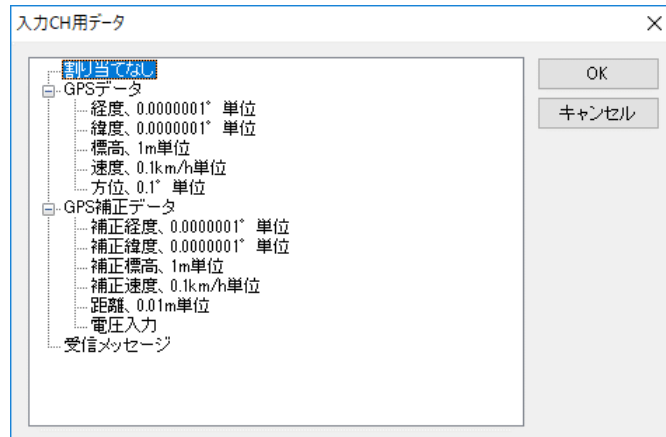 入力CH用データ
割り当てなし
OK
GPSデータ
経度、0.0000001° 単位
キャンセル
緯度、0.0000001° 単位
標高、1m単位
速度、0.1km/h単位
方位、0.1° 単位
GPS補正データ
補正経度、0.0000001° 単位
補正緯度、0.0000001° 単位
補正標高、1m単位
補正速度、0.1km/h単位
距離、0.01m単位
電圧入力
受信メッセージ